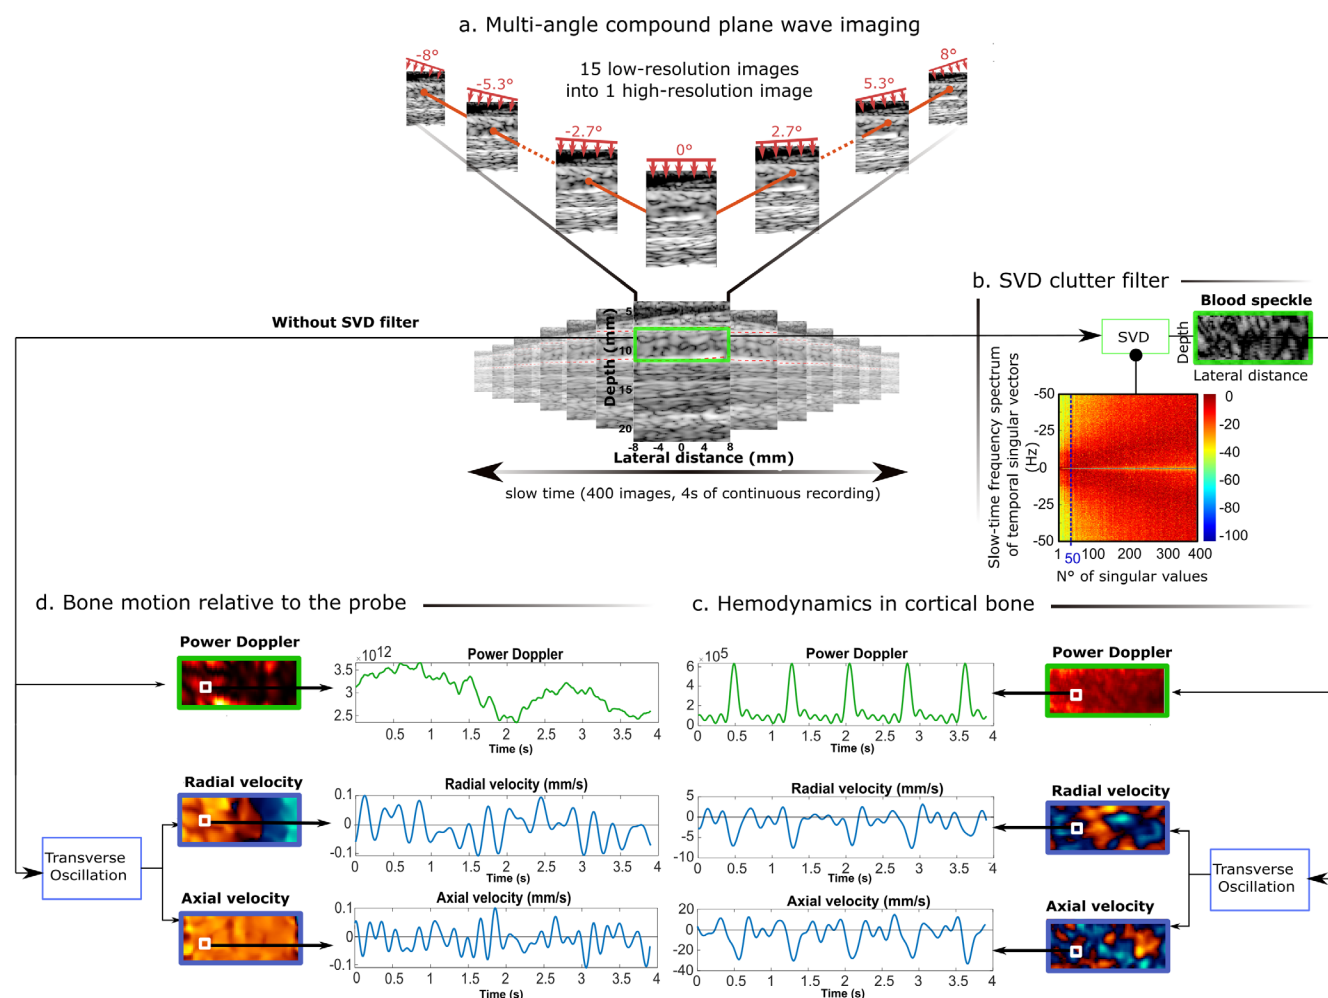 a. Multi-angle compound plane wave imaging
-8°
8°
15 low-resolution images
into 1 high-resolution image
-5.3°
5.3°
-2.7°
0°
2.7°
b. SVD clutter filter
Without SVD filter
Blood speckle
SVD
Depth
Lateral distance
Depth (mm)
5
10
15
20
-8 -4 0 4 8
Lateral distance (mm)
slow time (400 images, 4s of continuous recording)
Slow-time frequency spectrum
of temporal singular vectors
(Hz)
-50
-25
-0
-25
-50
0
-20
-40
-60
-80
-100
1 50 100 200 300 400
N° of singular values
d. Bone motion relative to the probe
c. Hemodynamics in cortical bone
Power Doppler
×10^12
Power Doppler
3.5
3
2.5
0.5 1 1.5 2 2.5 3 3.5 4
Time (s)
×10^5
Power Doppler
6
4
2
0
0 0.5 1 1.5 2 2.5 3 3.5 4
Time (s)
Power Doppler
Radial velocity
Radial velocity (mm/s)
0.1
0
-0.1
0 0.5 1 1.5 2 2.5 3 3.5 4
Time (s)
Radial velocity (mm/s)
5
0
-5
-10
0 0.5 1 1.5 2 2.5 3 3.5 4
Time (s)
Radial velocity
Transverse
Oscillation
Transverse
Oscillation
Axial velocity
Axial velocity (mm/s)
0.1
0
-0.1
0 0.5 1 1.5 2 2.5 3 3.5 4
Time (s)
Axial velocity (mm/s)
20
0
-20
-40
0 0.5 1 1.5 2 2.5 3 3.5 4
Time (s)
Axial velocity